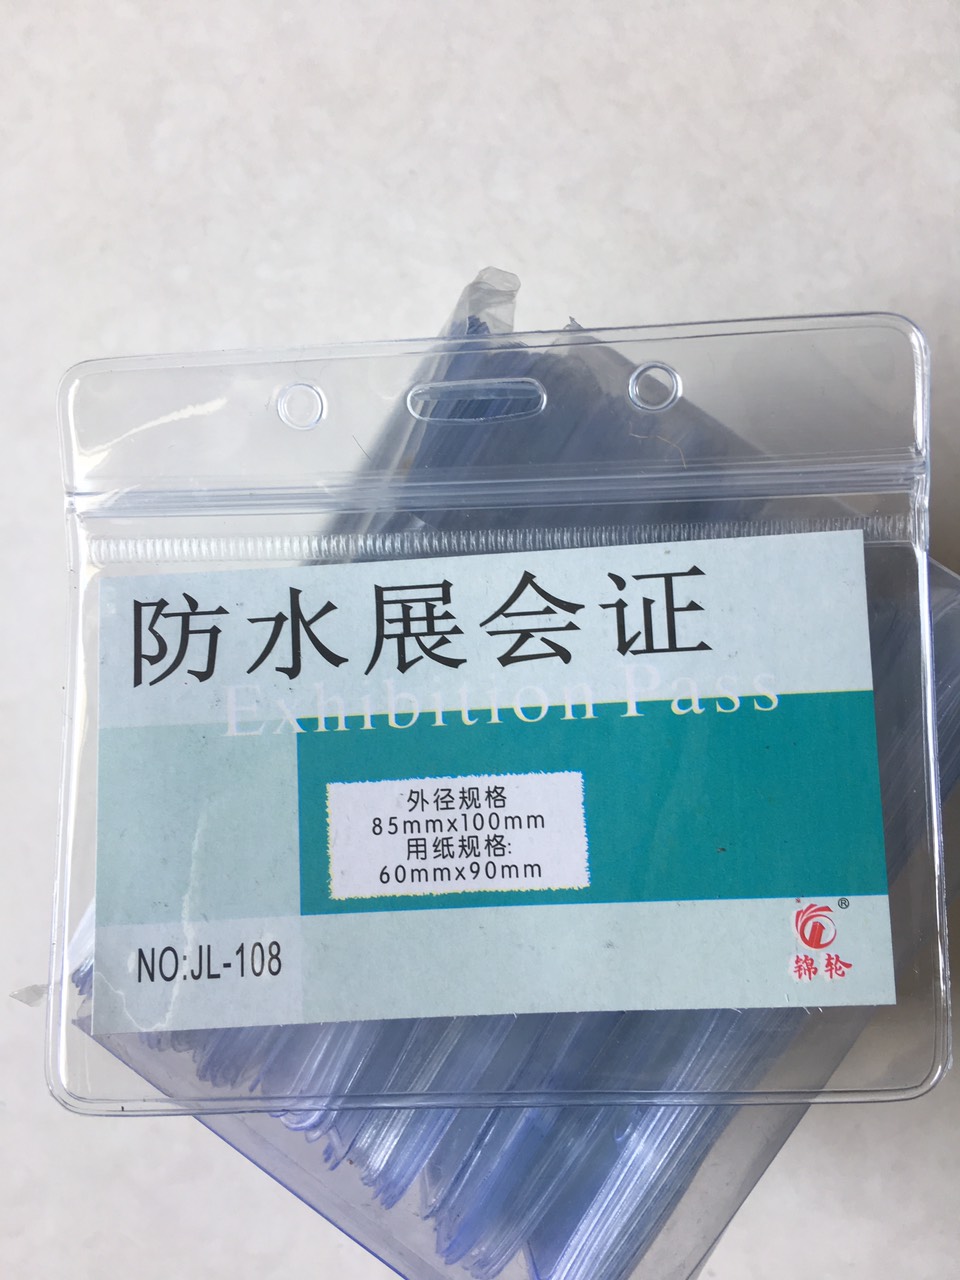 防水展会证
Exhibition Pass
外径规格
85mmx100mm
用纸规格:
60mmx90mm
NO:JL-108
®
锦轮